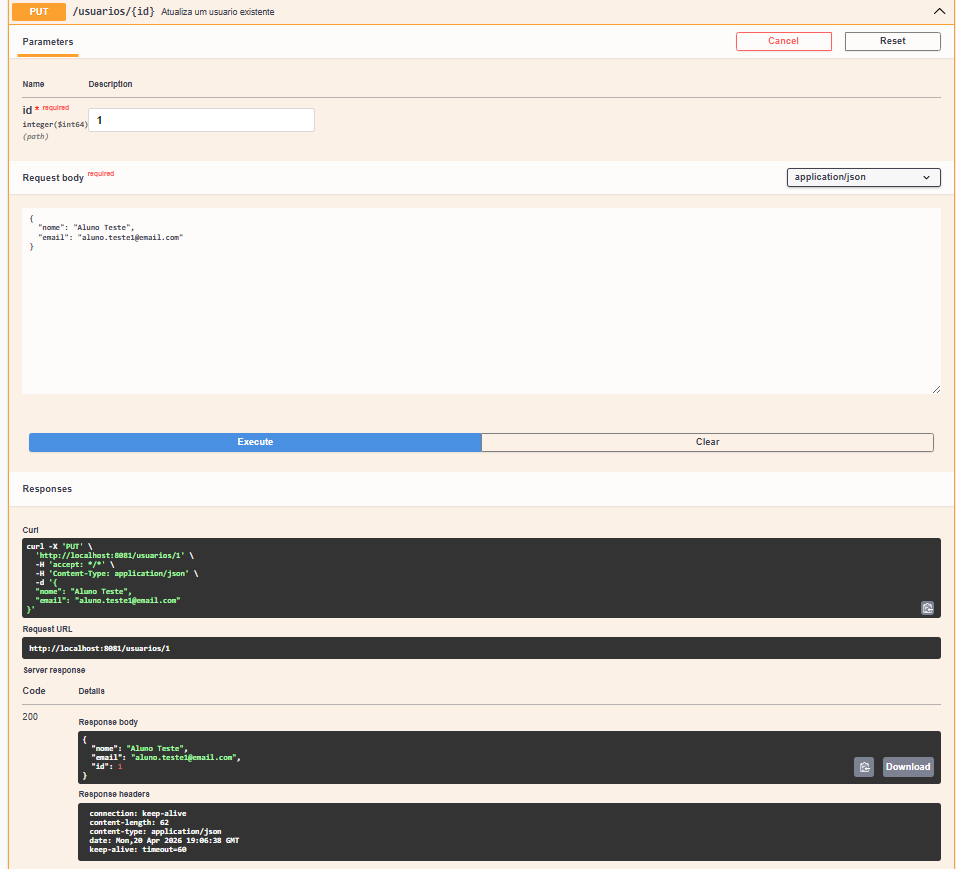 PUT /usuarios/{id} Atualiza um usuario existente
Parameters
Cancel
Reset
Name Description
id * required
integer($int64)
(path)
1
Request body required
application/json
{
  "nome": "Aluno Teste",
  "email": "aluno.teste1@email.com"
}
Execute
Clear
Responses
Curl
curl -X 'PUT' \
  'http://localhost:8081/usuarios/1' \
  -H 'accept: */*' \
  -H 'Content-Type: application/json' \
  -d '{
  "nome": "Aluno Teste",
  "email": "aluno.teste1@email.com"
}'
Request URL
http://localhost:8081/usuarios/1
Server response
Code Details
200
Response body
{
  "nome": "Aluno Teste",
  "email": "aluno.teste1@email.com",
  "id": 1
}
Download
Response headers
connection: keep-alive
content-length: 62
content-type: application/json
date: Mon,20 Apr 2026 19:06:38 GMT
keep-alive: timeout=60